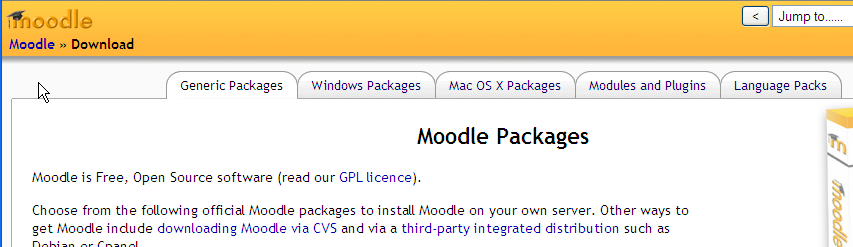 moodle
< Jump to......
Moodle » Download
Generic Packages Windows Packages Mac OS X Packages Modules and Plugins Language Packs
Moodle Packages
Moodle is Free, Open Source software (read our GPL licence).
Choose from the following official Moodle packages to install Moodle on your own server. Other ways
to get Moodle include downloading Moodle via CVS and via a third-party integrated distribution such as
Debian or Cpanel